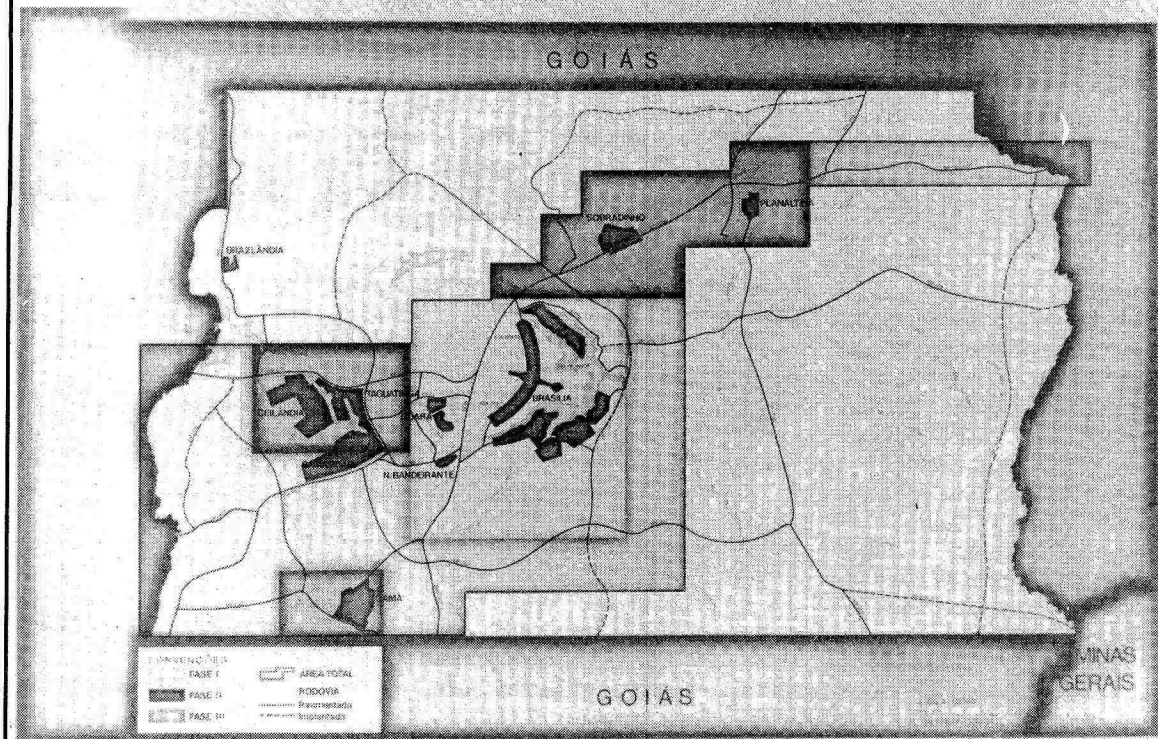 GOIÁS
PLANALTINA
SOBRADINHO
BRAZLÂNDIA
TAGUATINGA
CEILÂNDIA
GUARÁ
BRASÍLIA
N. BANDEIRANTE
GAMA
CONVENÇÕES
FASE I
FASE II
FASE III
ÁREA TOTAL
RODOVIA
Pavimentada
Implantada
GOIÁS
MINAS
GERAIS